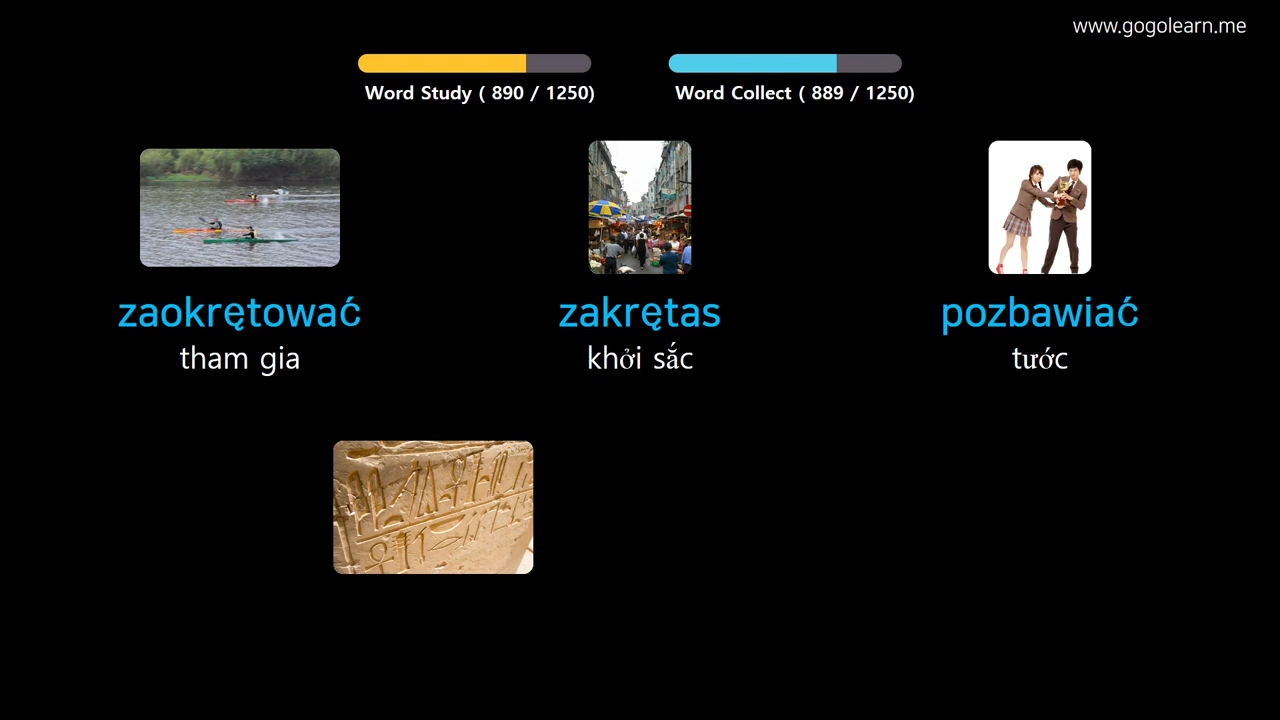 www.gogolearn.me
Word Study ( 890 / 1250)
Word Collect ( 889 / 1250)
zaokrętować
zakrętas
pozbawiać
tham gia
khởi sắc
tước